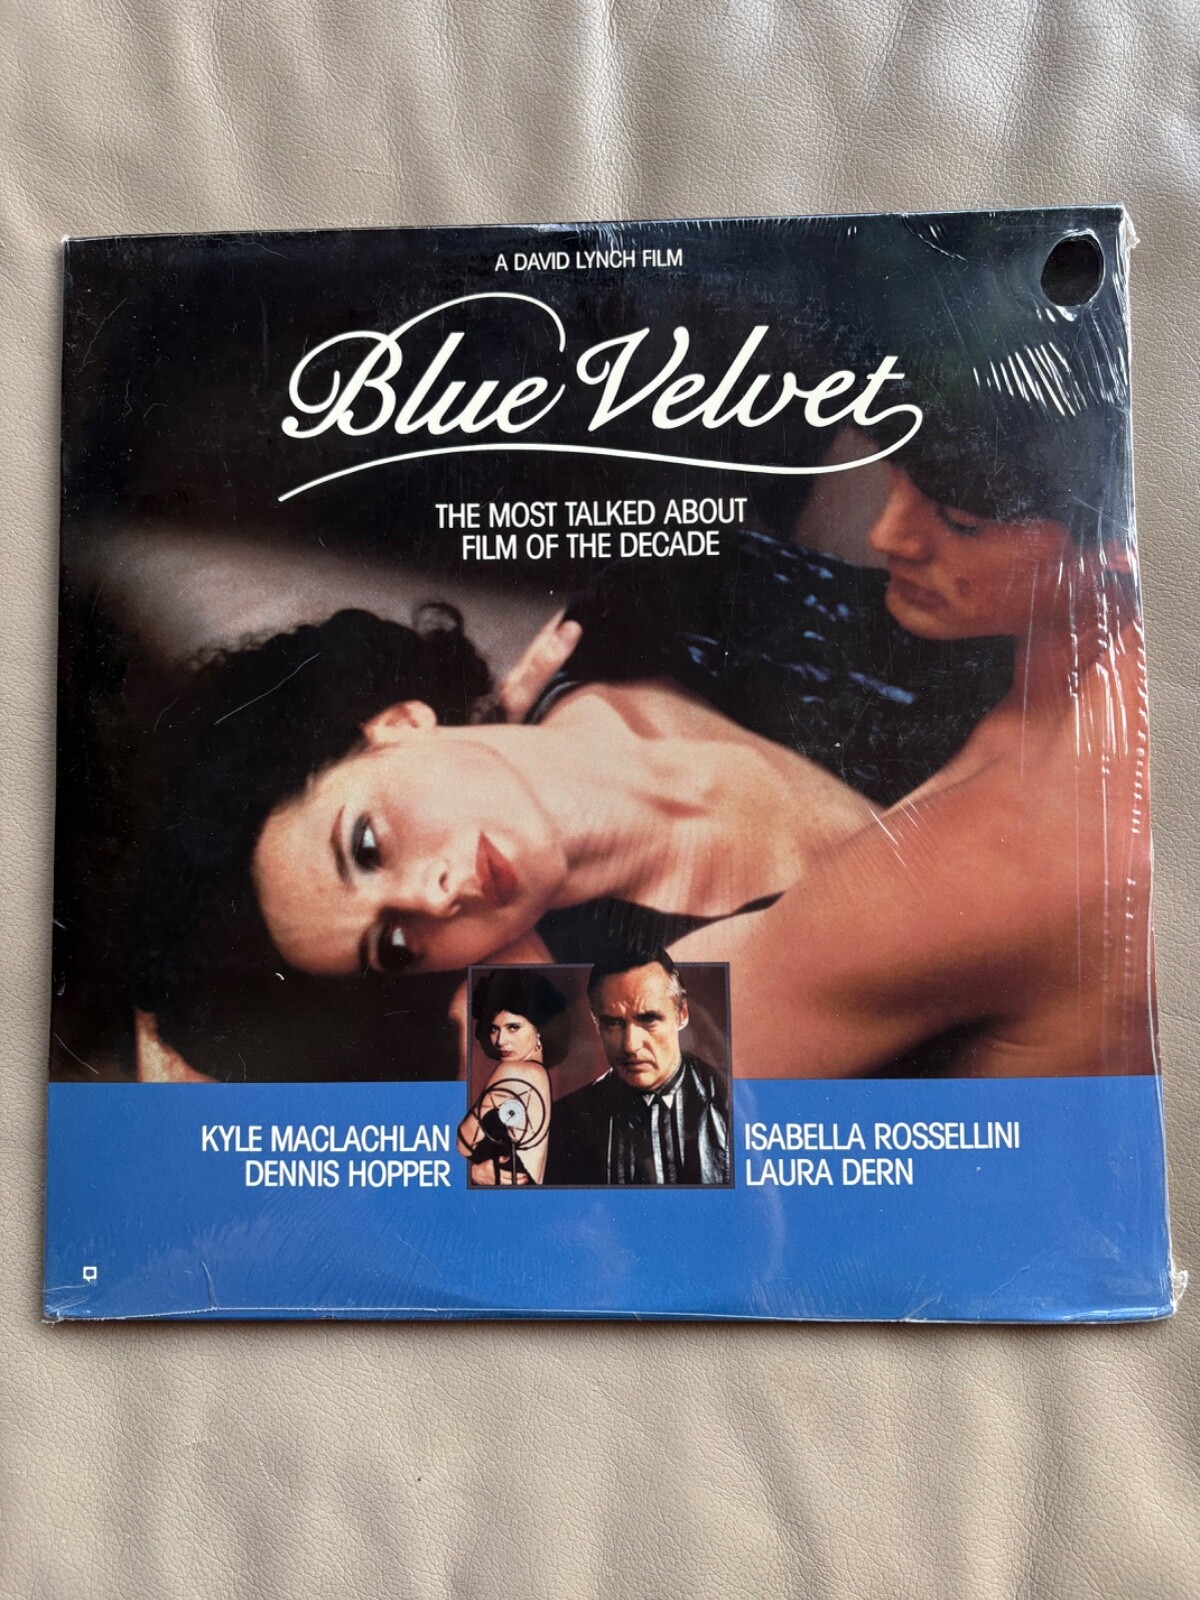 A DAVID LYNCH FILM
Blue Velvet
THE MOST TALKED ABOUT
FILM OF THE DECADE
KYLE MACLACHLAN
DENNIS HOPPER
ISABELLA ROSSELLINI
LAURA DERN